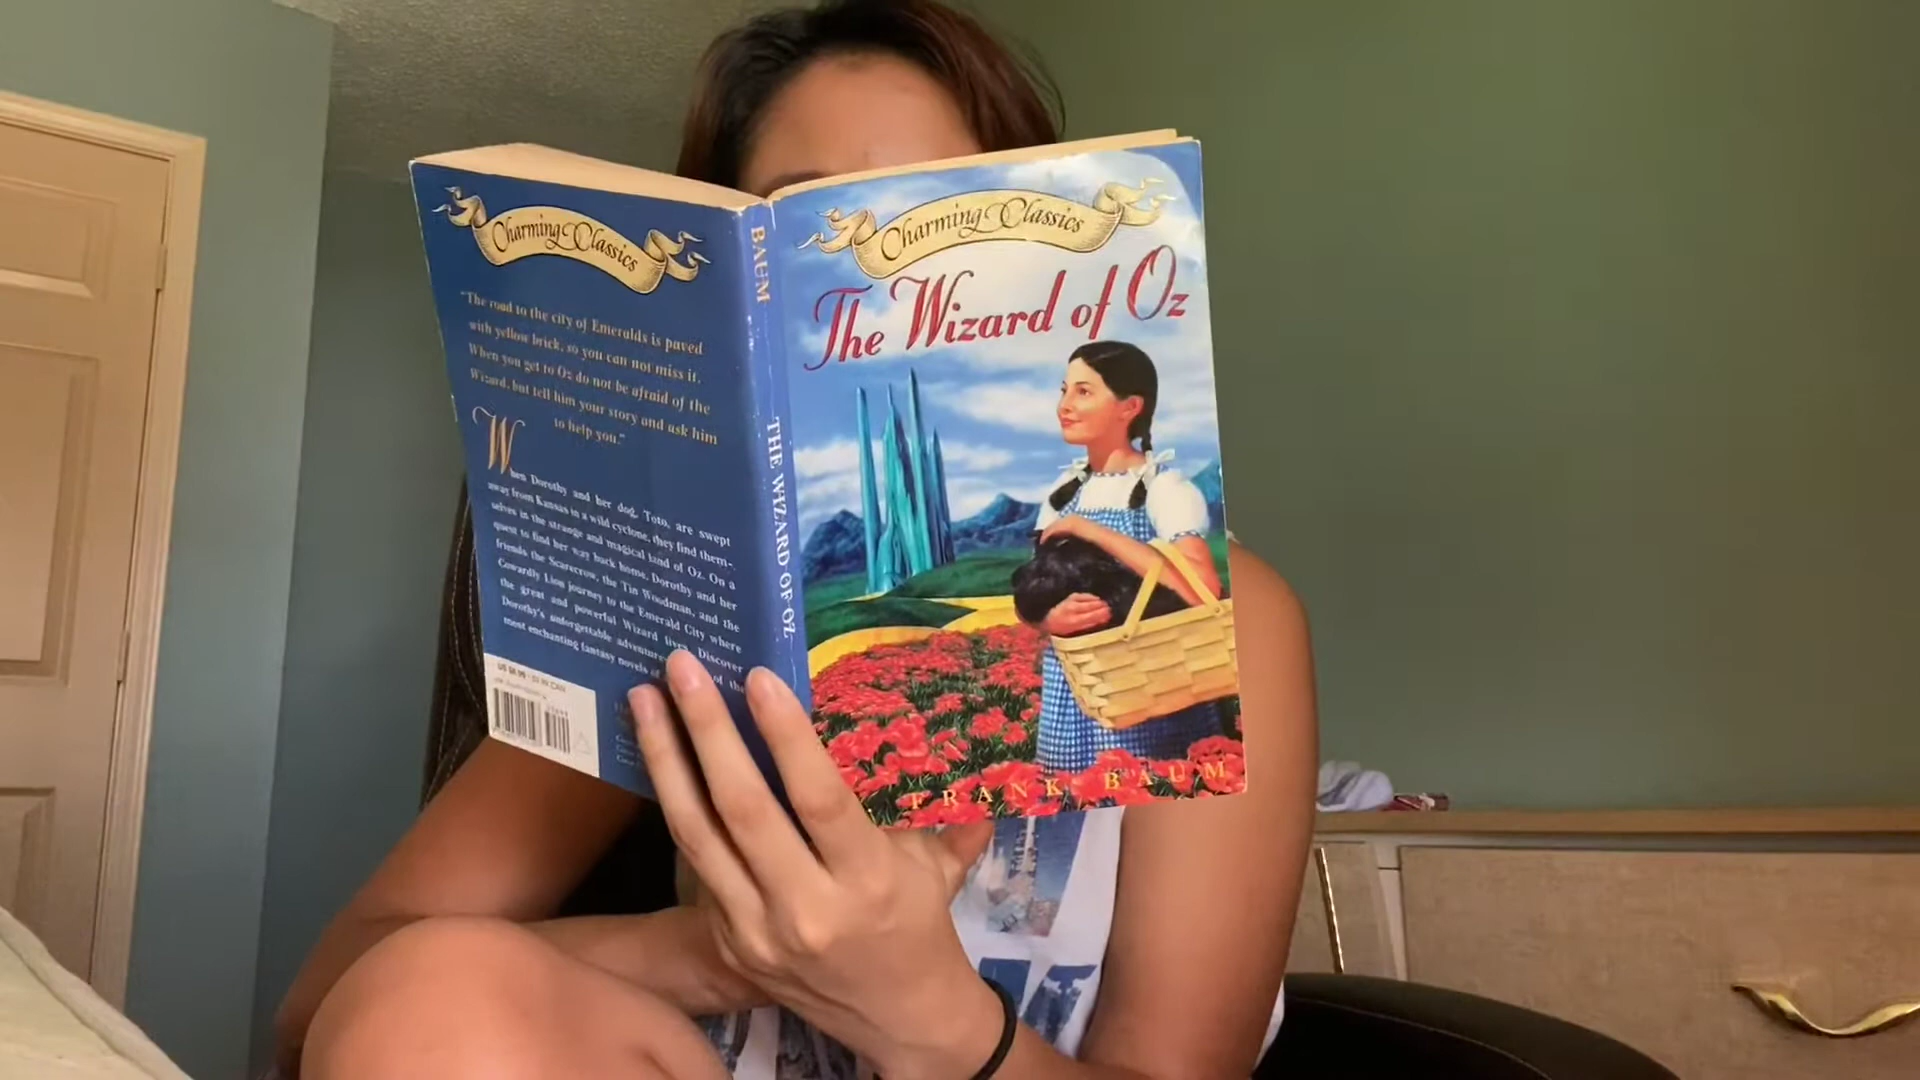 Charming Classics
"The road to the city of Emeralds is paved
with yellow brick, so you can not miss it.
When you get to Oz do not be afraid of the
Wizard, but tell him your story and ask him
to help you."
When Dorothy and her dog, Toto, are swept
away from Kansas in a wild cyclone, they find them-
selves in the strange and magical land of Oz. On a
quest to find her way back home, Dorothy and her
friends the Scarecrow, the Tin Woodman, and the
Cowardly Lion journey to the Emerald City where
the great and powerful Wizard lives. Discover
Dorothy's unforgettable adventures of the
most enchanting fantasy novels of
BAUM
THE WIZARD OF OZ
Charming Classics
The Wizard of Oz
FRANK BAUM